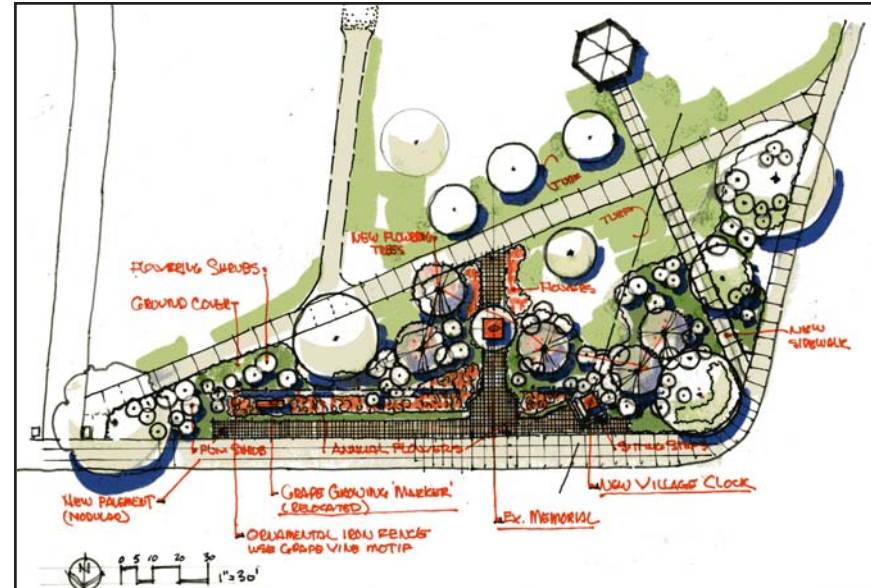 TURF
TURF
NEW FLOWERING
TREES
FLOWERING SHRUBS
GROUND COVER
FLOWERS
NEW
SIDEWALK
ANNUAL FLOWERS
NEW PAVEMENT
(MODULAR)
GRAPE GROWING 'MARKER'
(RELOCATED)
ORNAMENTAL IRON FENCE
USE GRAPE VINE MOTIF
EX. MEMORIAL
NEW VILLAGE CLOCK
N
0 5 10 20 30
1"=30'